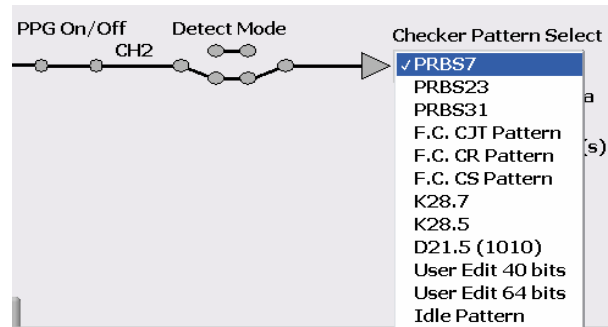 PPG On/Off
Detect Mode
CH2
Checker Pattern Select
✓PRBS7
PRBS23
PRBS31
F.C. CJT Pattern
F.C. CR Pattern
F.C. CS Pattern
K28.7
K28.5
D21.5 (1010)
User Edit 40 bits
User Edit 64 bits
Idle Pattern
a
(s)